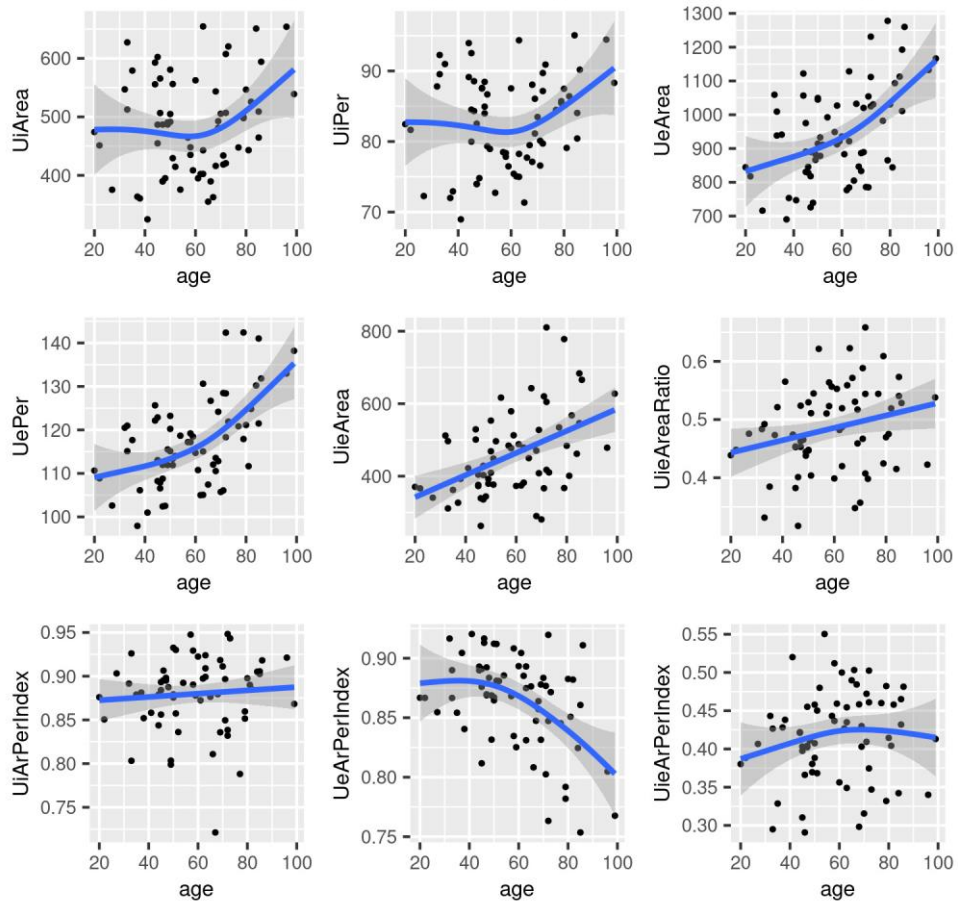 UiArea
600
500
400
20 40 60 80 100
age
UiPer
90
80
70
20 40 60 80 100
age
UeArea
1300
1200
1100
1000
900
800
700
20 40 60 80 100
age
UePer
140
130
120
110
100
20 40 60 80 100
age
UieArea
800
600
400
20 40 60 80 100
age
UieAreaRatio
0.6
0.5
0.4
20 40 60 80 100
age
UiArPerIndex
0.95
0.90
0.85
0.80
0.75
20 40 60 80 100
age
UeArPerIndex
0.90
0.85
0.80
0.75
20 40 60 80 100
age
UieArPerIndex
0.55
0.50
0.45
0.40
0.35
0.30
20 40 60 80 100
age